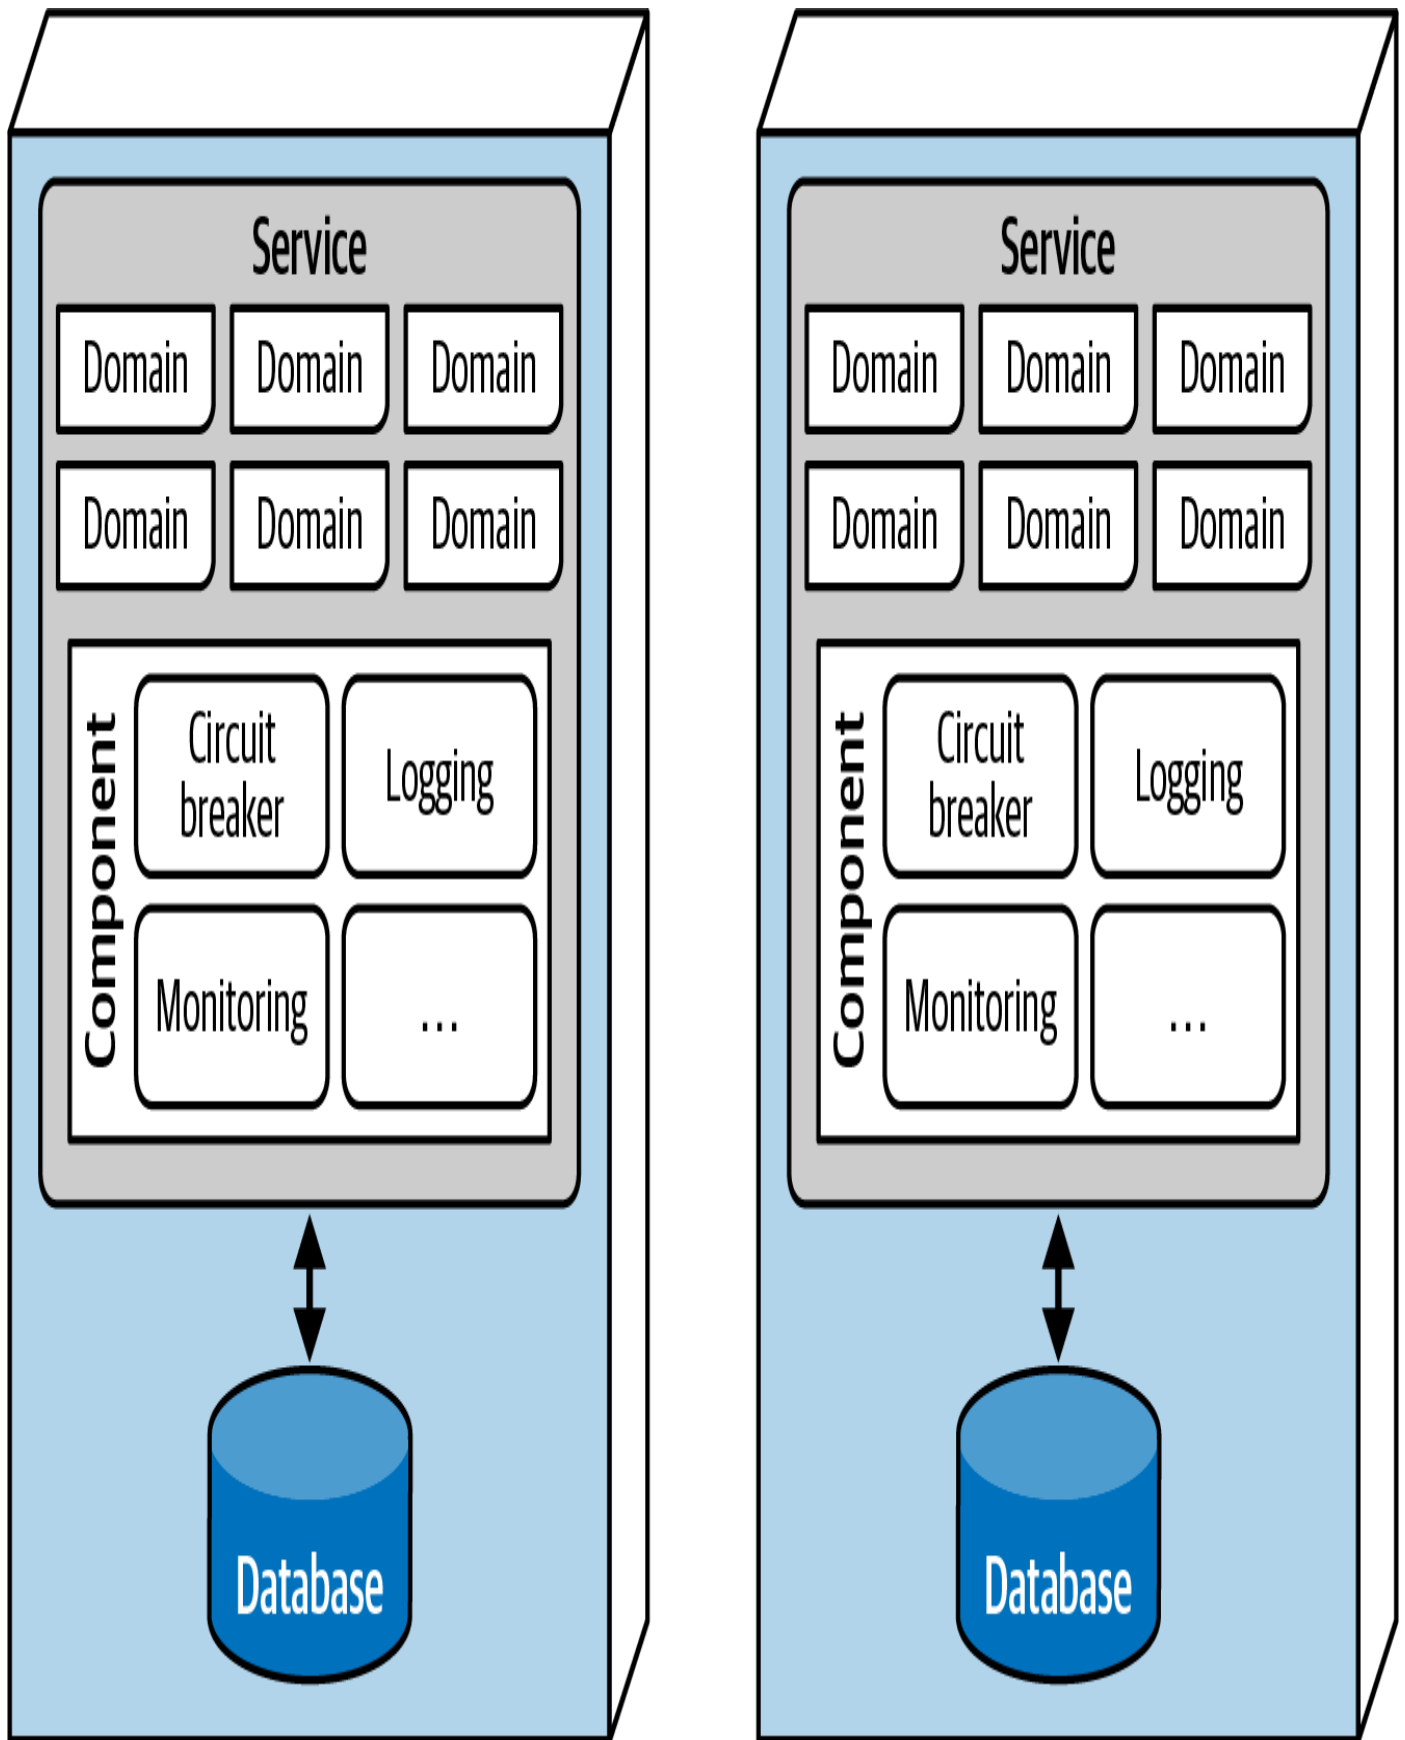 Service
Domain Domain Domain
Domain Domain Domain
Component
Circuit
breaker
Logging
Monitoring
...
Database
Service
Domain Domain Domain
Domain Domain Domain
Component
Circuit
breaker
Logging
Monitoring
...
Database